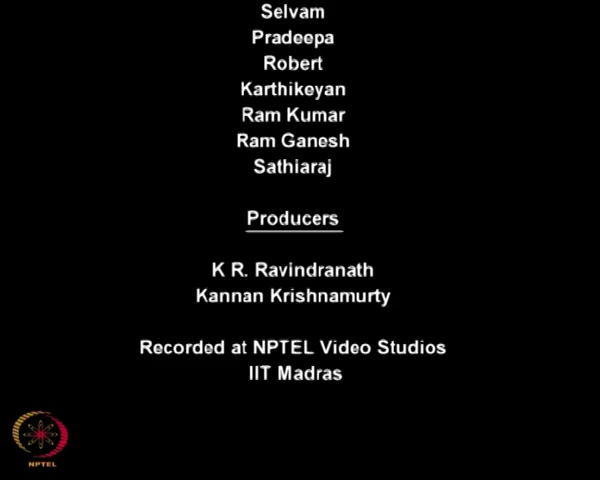 Selvam
Pradeepa
Robert
Karthikeyan
Ram Kumar
Ram Ganesh
Sathiaraj
Producers
K R. Ravindranath
Kannan Krishnamurty
Recorded at NPTEL Video Studios
IIT Madras
NPTEL